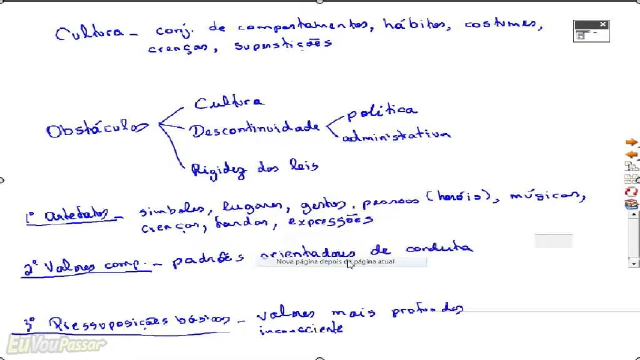 Cultura - conj. de comportamentos, hábitos, costumes,
crenças, superstições
Cultura
Obstáculos
Descontinuidade
política
administrativa
Rigidez das leis
1º Artefatos - símbolos, lugares, gestos, pessoas (heróis), músicas,
crenças, expressões
2º Valores comp. - padrões orientadores de conduta
Nova página depois da página atual
3º Pressuposições básicas - valores mais profundos
inconsciente
EuVouPassar